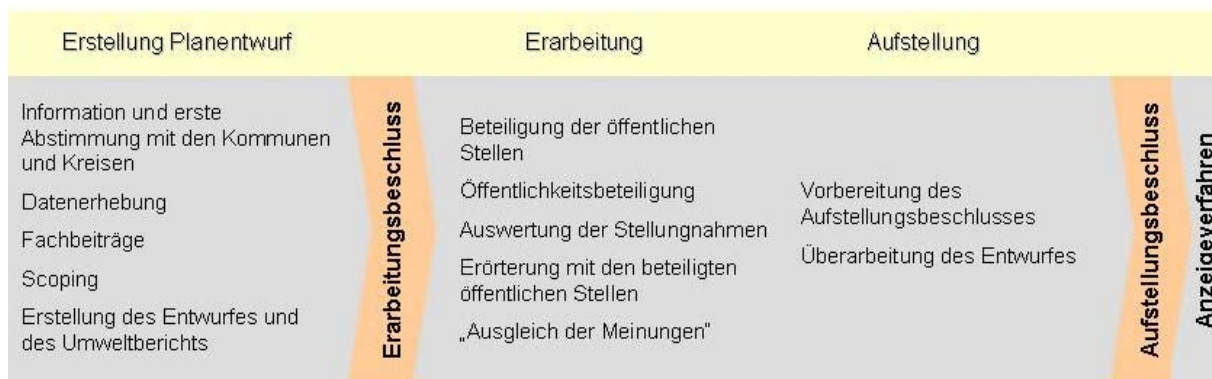 Erstellung Planentwurf
Erarbeitung
Aufstellung
Information und erste
Abstimmung mit den Kommunen
und Kreisen
Datenerhebung
Fachbeiträge
Scoping
Erstellung des Entwurfes und
des Umweltberichts
Erarbeitungsbeschluss
Beteiligung der öffentlichen
Stellen
Öffentlichkeitsbeteiligung
Auswertung der Stellungnahmen
Erörterung mit den beteiligten
öffentlichen Stellen
„Ausgleich der Meinungen"
Vorbereitung des
Aufstellungsbeschlusses
Überarbeitung des Entwurfes
Aufstellungsbeschluss
Anzeigeverfahren